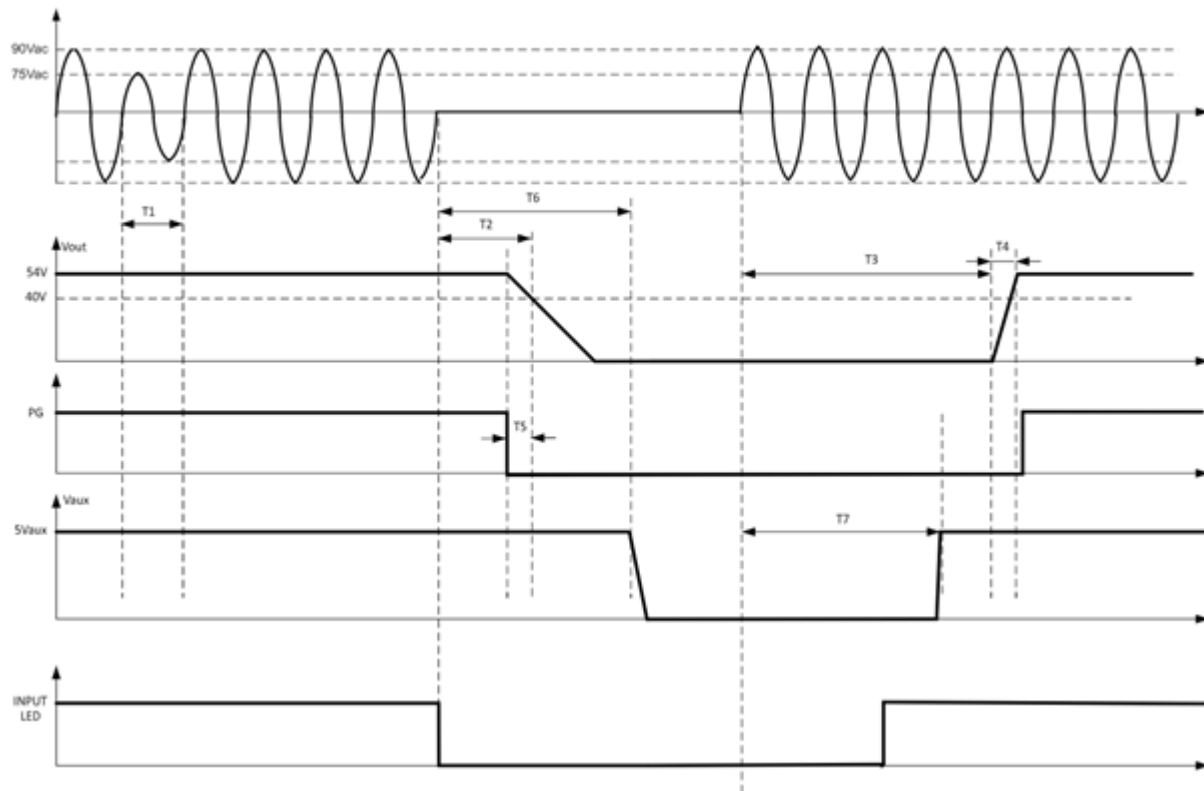 90Vac
75Vac
T1
T6
T2
Vout
54V
40V
T3
T4
PG
T5
Vaux
5Vaux
T7
INPUT
LED